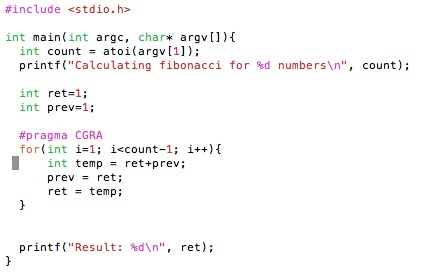 #include <stdio.h>
int main(int argc, char* argv[]){
int count = atoi(argv[1]);
printf("Calculating fibonacci for %d numbers\n", count);
int ret=1;
int prev=1;
#pragma CGRA
for(int i=1; i<count-1; i++){
int temp = ret+prev;
prev = ret;
ret = temp;
}
printf("Result: %d\n", ret);
}